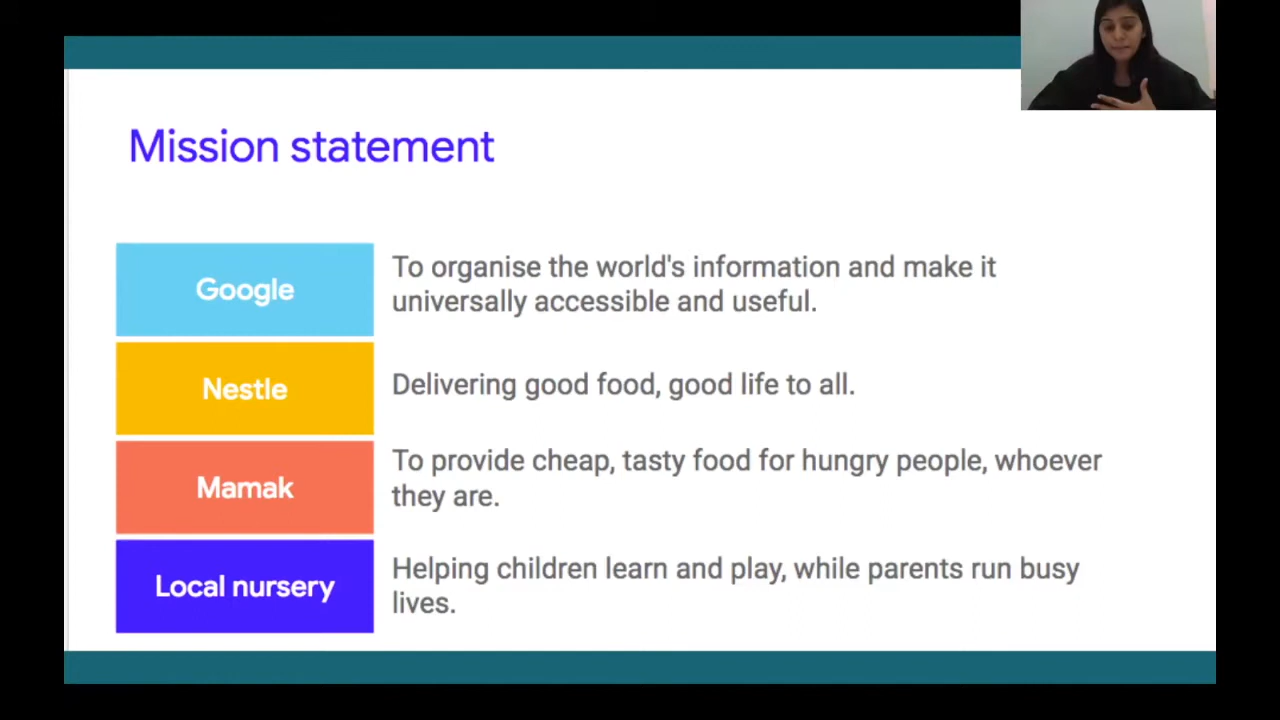 Mission statement
Google
To organise the world's information and make it
universally accessible and useful.
Nestle
Delivering good food, good life to all.
Mamak
To provide cheap, tasty food for hungry people, whoever
they are.
Local nursery
Helping children learn and play, while parents run busy
lives.